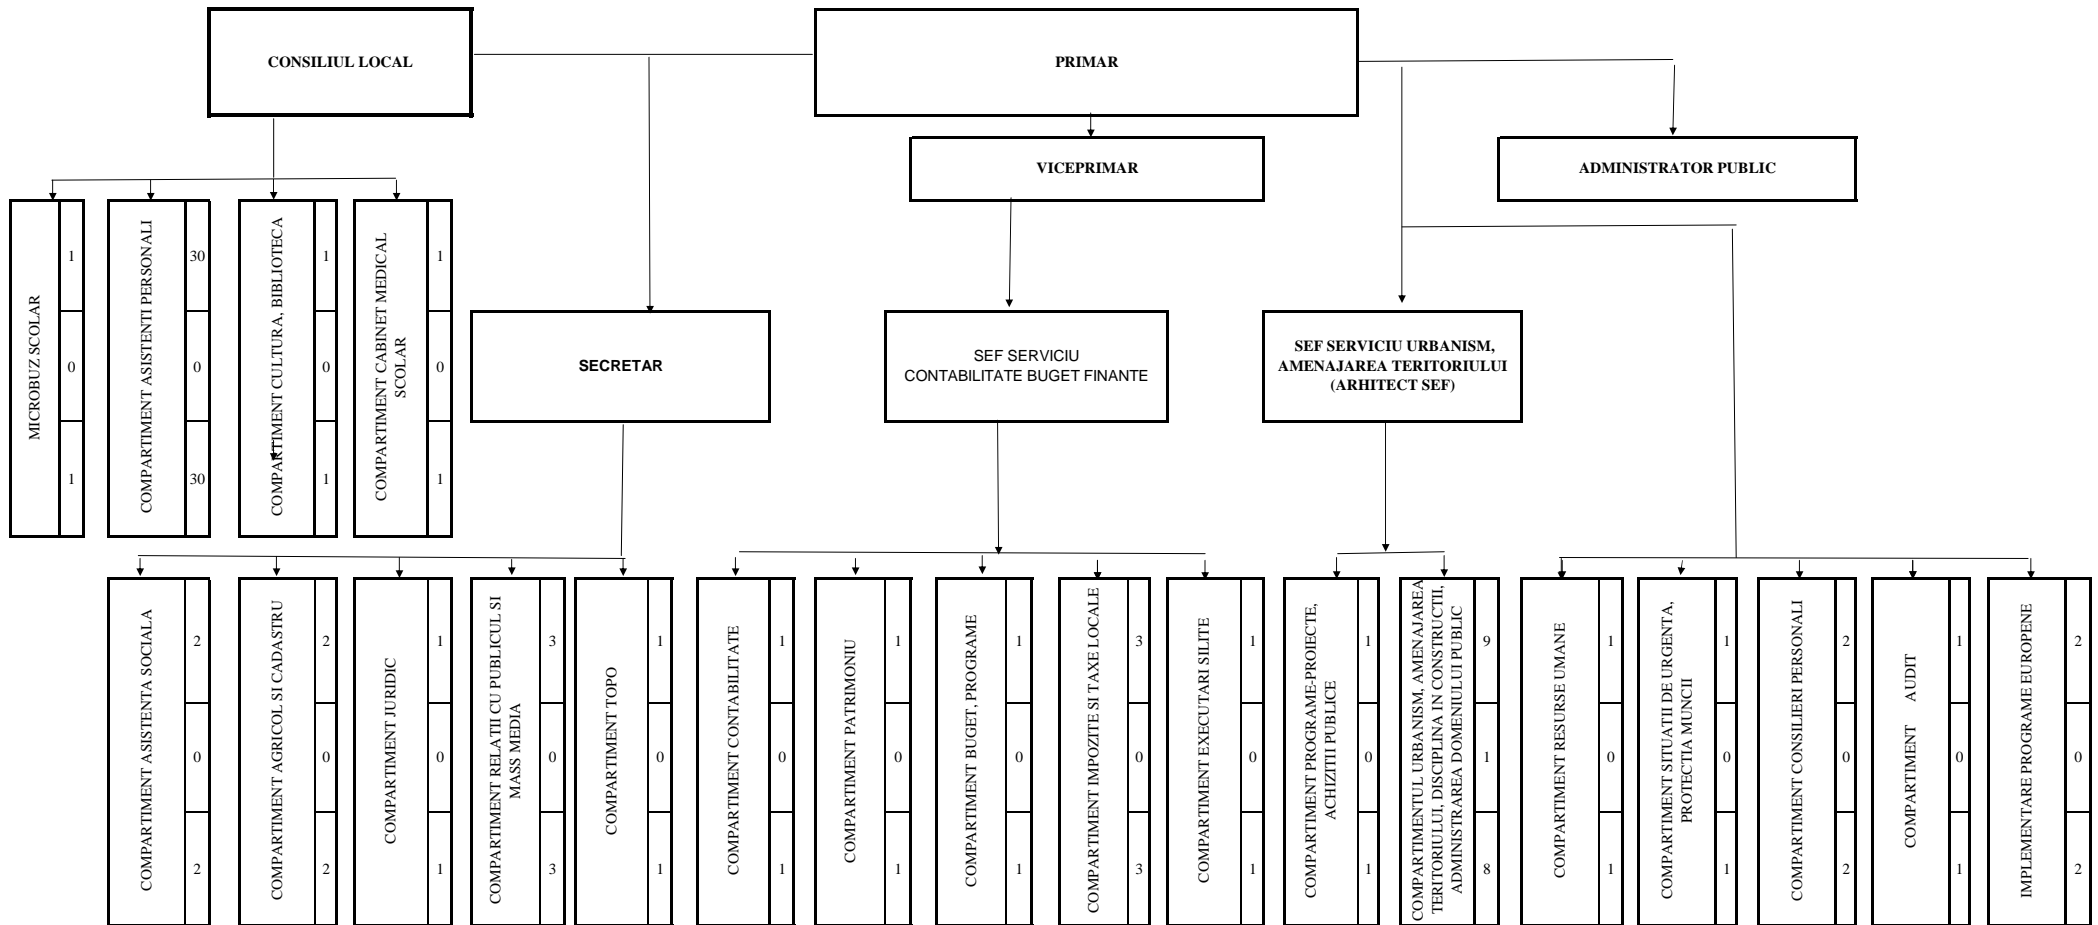 CONSILIUL LOCAL
PRIMAR
VICEPRIMAR
ADMINISTRATOR PUBLIC
MICROBUZ SCOLAR
1
0
1
COMPARTIMENT ASISTENTI PERSONALI
30
0
30
COMPARTIMENT CULTURA, BIBLIOTECA
1
0
1
COMPARTIMENT CABINET MEDICAL
SCOLAR
1
0
1
SECRETAR
SEF SERVICIU
CONTABILITATE BUGET FINANTE
SEF SERVICIU URBANISM,
AMENAJAREA TERITORIULUI
(ARHITECT SEF)
COMPARTIMENT ASISTENTA SOCIALA
2
0
2
COMPARTIMENT AGRICOL SI CADASTRU
2
0
2
COMPARTIMENT JURIDIC
1
0
1
COMPARTIMENT RELATII CU PUBLICUL SI
MASS MEDIA
3
0
3
COMPARTIMENT TOPO
1
0
1
COMPARTIMENT CONTABILITATE
1
0
1
COMPARTIMENT PATRIMONIU
1
0
1
COMPARTIMENT BUGET, PROGRAME
1
0
1
COMPARTIMENT IMPOZITE SI TAXE LOCALE
3
0
3
COMPARTIMENT EXECUTARI SILITE
1
0
1
COMPARTIMENT PROGRAME-PROIECTE,
ACHIZITII PUBLICE
1
0
1
COMPARTIMENTUL URBANISM, AMENAJAREA
TERITORIULUI, DISCIPLINA IN CONSTRUCTII,
ADMINISTRAREA DOMENIULUI PUBLIC
9
1
8
COMPARTIMENT RESURSE UMANE
1
0
1
COMPARTIMENT SITUATII DE URGENTA,
PROTECTIA MUNCII
1
0
1
COMPARTIMENT CONSILIERI PERSONALI
2
0
2
COMPARTIMENT AUDIT
1
0
1
IMPLEMENTARE PROGRAME EUROPENE
2
0
2